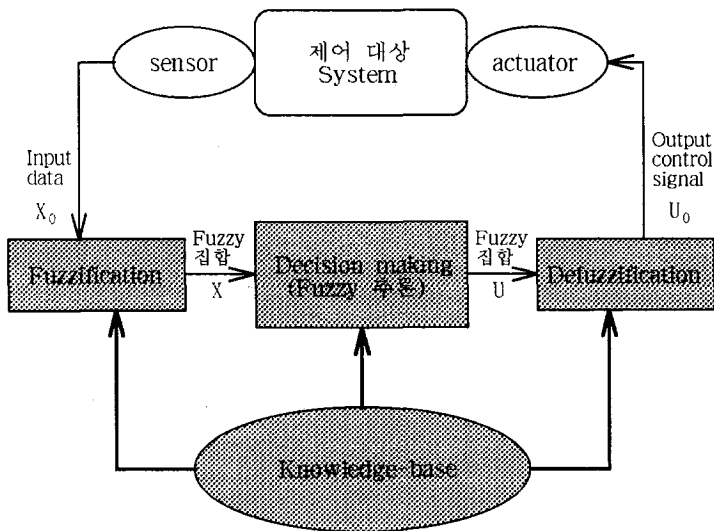 sensor
제어 대상
System
actuator
Input
data
X₀
Output
control
signal
U₀
Fuzzification
Fuzzy
집합
X
Decision making
(Fuzzy 추론)
Fuzzy
집합
U
Defuzzification
Knowledge-base